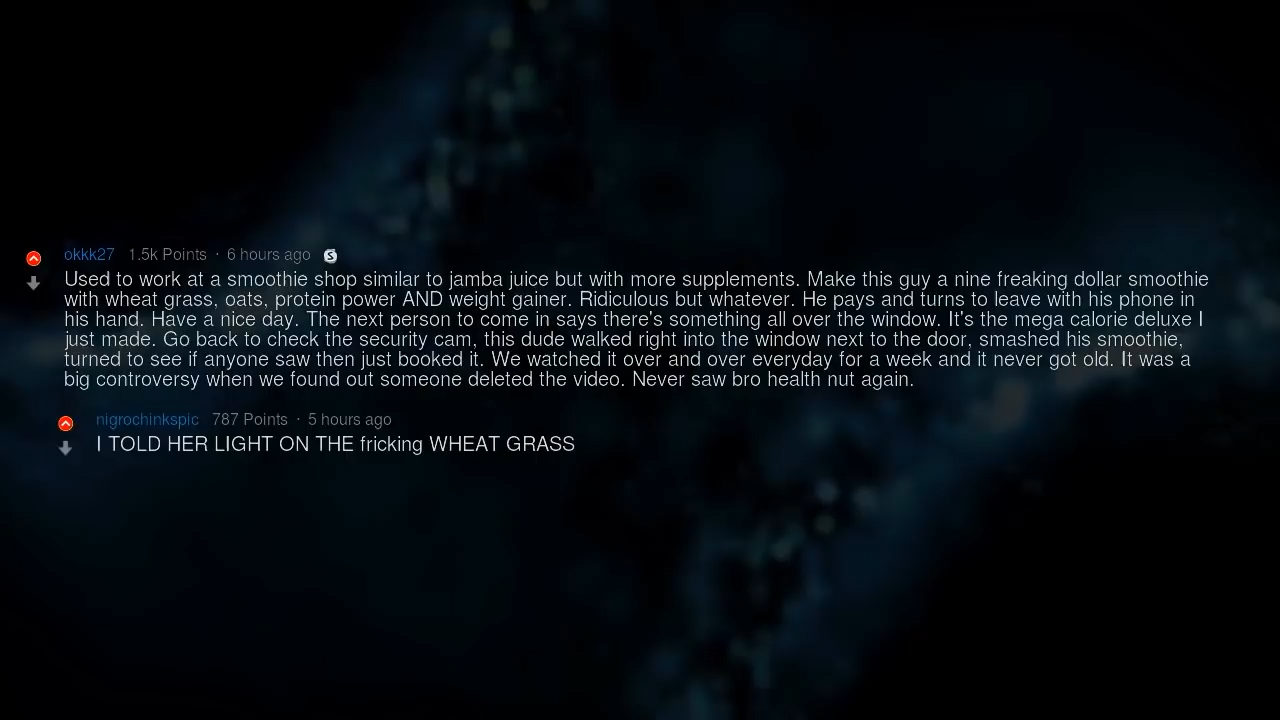 okkk27 1.5k Points · 6 hours ago S
Used to work at a smoothie shop similar to jamba juice but with more supplements. Make this guy a nine freaking dollar smoothie
with wheat grass, oats, protein power AND weight gainer. Ridiculous but whatever. He pays and turns to leave with his phone in
his hand. Have a nice day. The next person to come in says there's something all over the window. It's the mega calorie deluxe I
just made. Go back to check the security cam, this dude walked right into the window next to the door, smashed his smoothie,
turned to see if anyone saw then just booked it. We watched it over and over everyday for a week and it never got old. It was a
big controversy when we found out someone deleted the video. Never saw bro health nut again.
nigrochinkspic 787 Points · 5 hours ago
I TOLD HER LIGHT ON THE fricking WHEAT GRASS